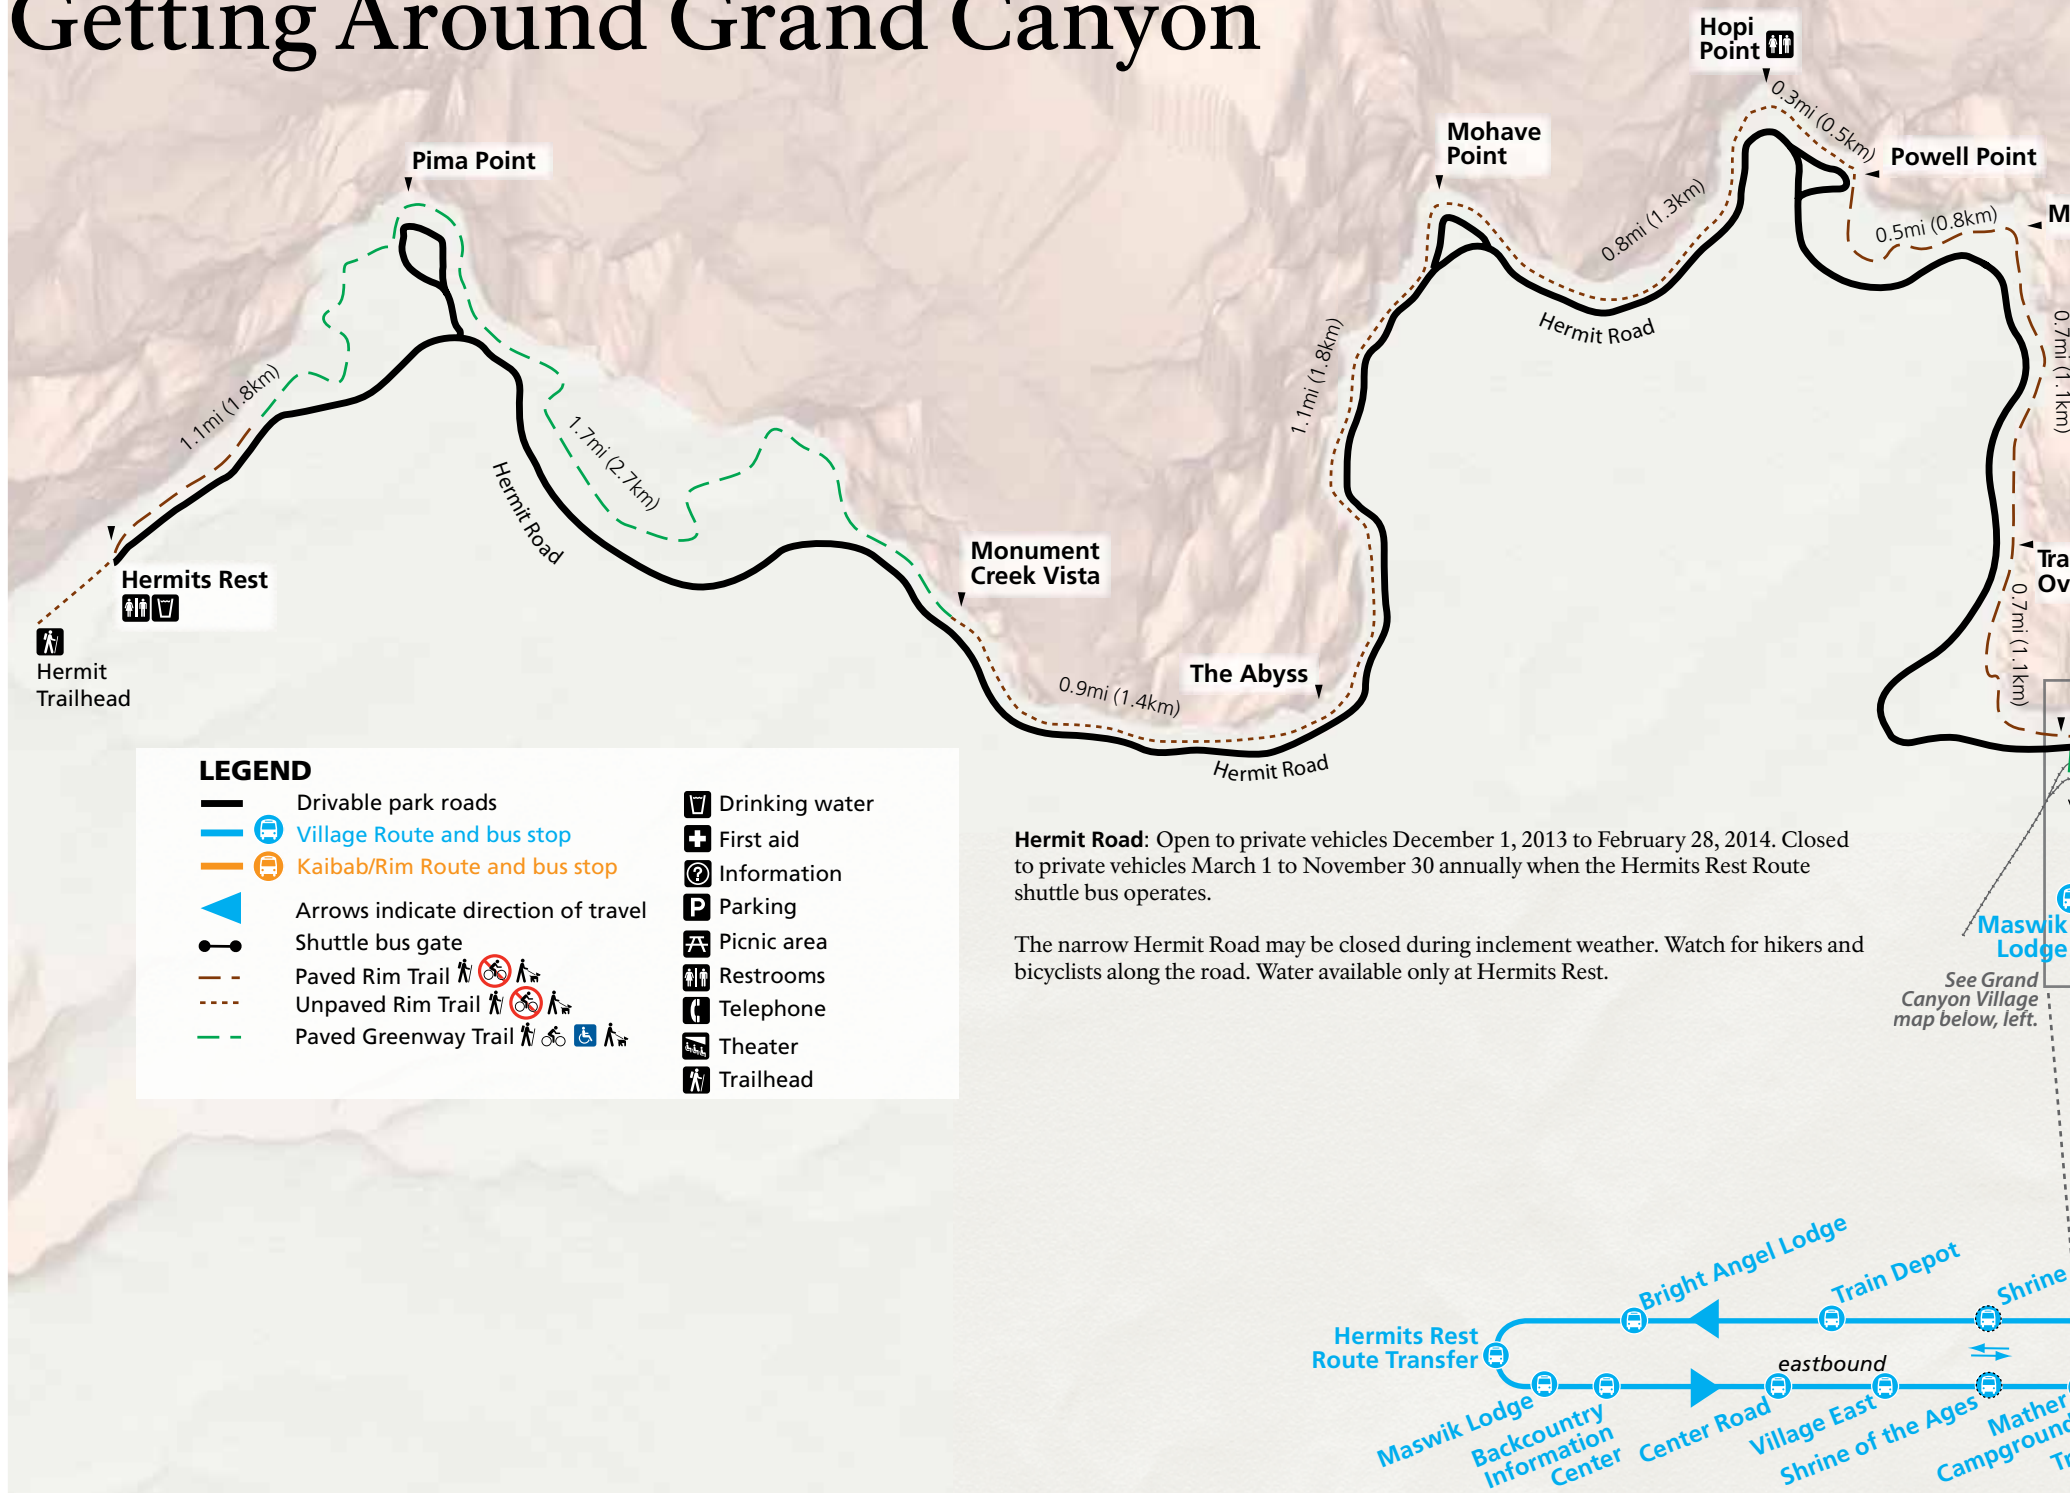 Getting Around Grand Canyon
Hopi
Point
0.3mi (0.5km)
Powell Point
Mohave
Point
Pima Point
0.8mi (1.3km)
0.5mi (0.8km)
M
Hermit Road
0.7mi (1.1km)
1.1mi (1.8km)
1.1mi (1.8km)
1.7mi (2.7km)
Hermit Road
Monument
Creek Vista
Tra
Ov
Hermits Rest
0.7mi (1.1km)
Hermit
Trailhead
The Abyss
0.9mi (1.4km)
Hermit Road
LEGEND
Drivable park roads
Village Route and bus stop
Kaibab/Rim Route and bus stop
Arrows indicate direction of travel
Shuttle bus gate
Paved Rim Trail
Unpaved Rim Trail
Paved Greenway Trail
Drinking water
First aid
Information
P Parking
Picnic area
Restrooms
Telephone
Theater
Trailhead
Hermit Road: Open to private vehicles December 1, 2013 to February 28, 2014. Closed
to private vehicles March 1 to November 30 annually when the Hermits Rest Route
shuttle bus operates.
The narrow Hermit Road may be closed during inclement weather. Watch for hikers and
bicyclists along the road. Water available only at Hermits Rest.
Maswik
Lodge
See Grand
Canyon Village
map below, left.
Bright Angel Lodge
Train Depot
Shrine
Hermits Rest
Route Transfer
eastbound
Maswik Lodge
Backcountry
Information
Center
Center Road
Village East
Shrine of the Ages
Mather
Campground
Tr